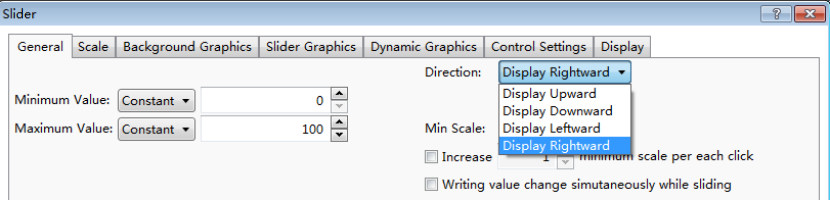 Slider
General Scale Background Graphics Slider Graphics Dynamic Graphics Control Settings Display
Direction: Display Rightward
Display Upward
Minimum Value: Constant 0
Display Downward
Maximum Value: Constant 100
Min Scale: Display Leftward
Display Rightward
Increase 1 minimum scale per each click
Writing value change simutaneously while sliding